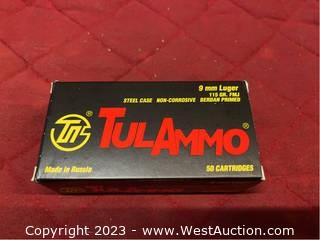 9 mm Luger
115 GR. FMJ
STEEL CASE NON-CORROSIVE BERDAN PRIMED
TULAMMO®
Made in Russia
50 CARTRIDGES
Copyright 2023 - www.WestAuction.com